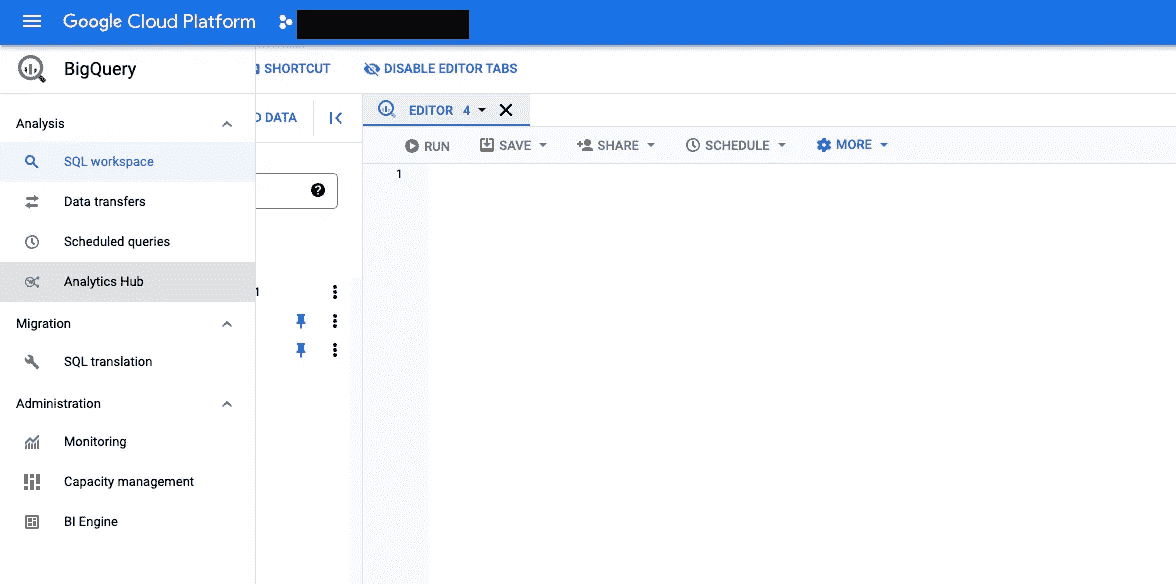 Google Cloud Platform
BigQuery
SHORTCUT
DISABLE EDITOR TABS
Analysis
DATA
EDITOR 4
RUN
SAVE
SHARE
SCHEDULE
MORE
SQL workspace
1
Data transfers
?
Scheduled queries
Analytics Hub
1
Migration
SQL translation
Administration
Monitoring
Capacity management
BI Engine